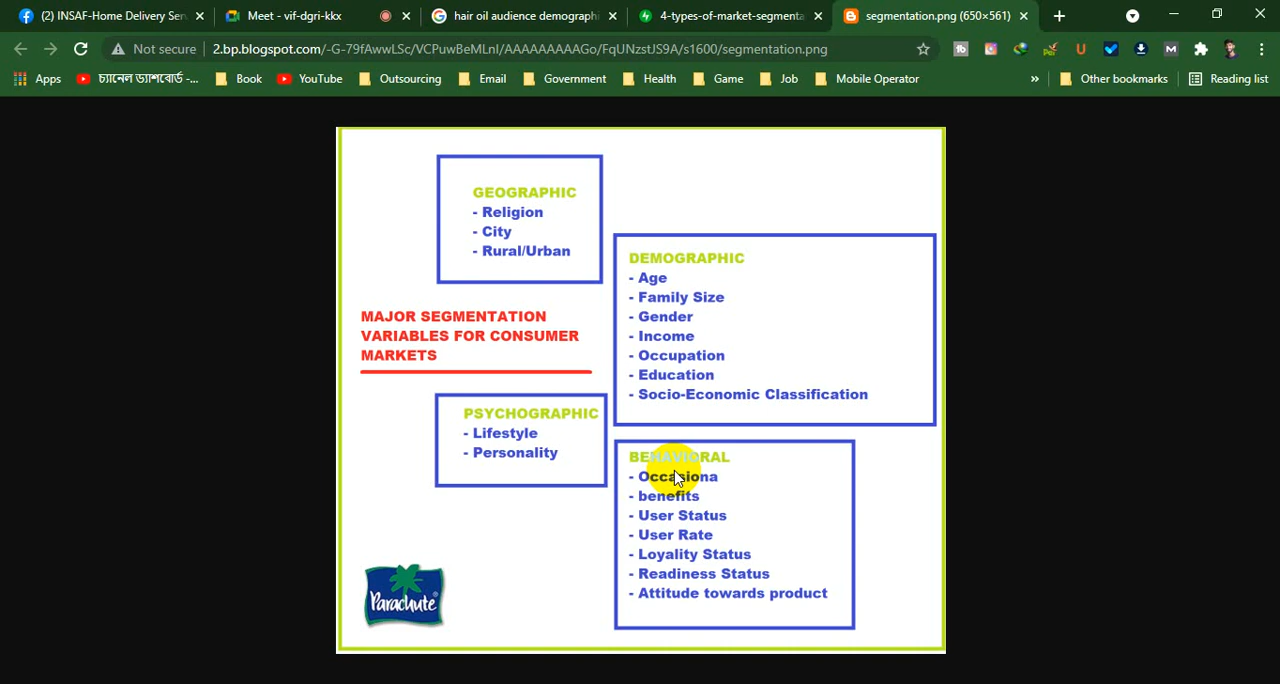 (2) INSAF-Home Delivery Ser
Meet - vif-dgri-kkx
hair oil audience demographi
4-types-of-market-segmenta
segmentation.png (650×561)
Not secure
2.bp.blogspot.com/-G-79fAwwLSc/VCPuwBeMLnI/AAAAAAAAAGo/FqUNzstJS9A/s1600/segmentation.png
Apps
চ্যানেল ড্যাশবোর্ড -...
Book
YouTube
Outsourcing
Email
Government
Health
Game
Job
Mobile Operator
»
Other bookmarks
Reading list
GEOGRAPHIC
- Religion
- City
- Rural/Urban
DEMOGRAPHIC
- Age
- Family Size
- Gender
- Income
- Occupation
- Education
- Socio-Economic Classification
MAJOR SEGMENTATION
VARIABLES FOR CONSUMER
MARKETS
PSYCHOGRAPHIC
- Lifestyle
- Personality
BEHAVIORAL
- Occasiona
- benefits
- User Status
- User Rate
- Loyality Status
- Readiness Status
- Attitude towards product
Parachute®